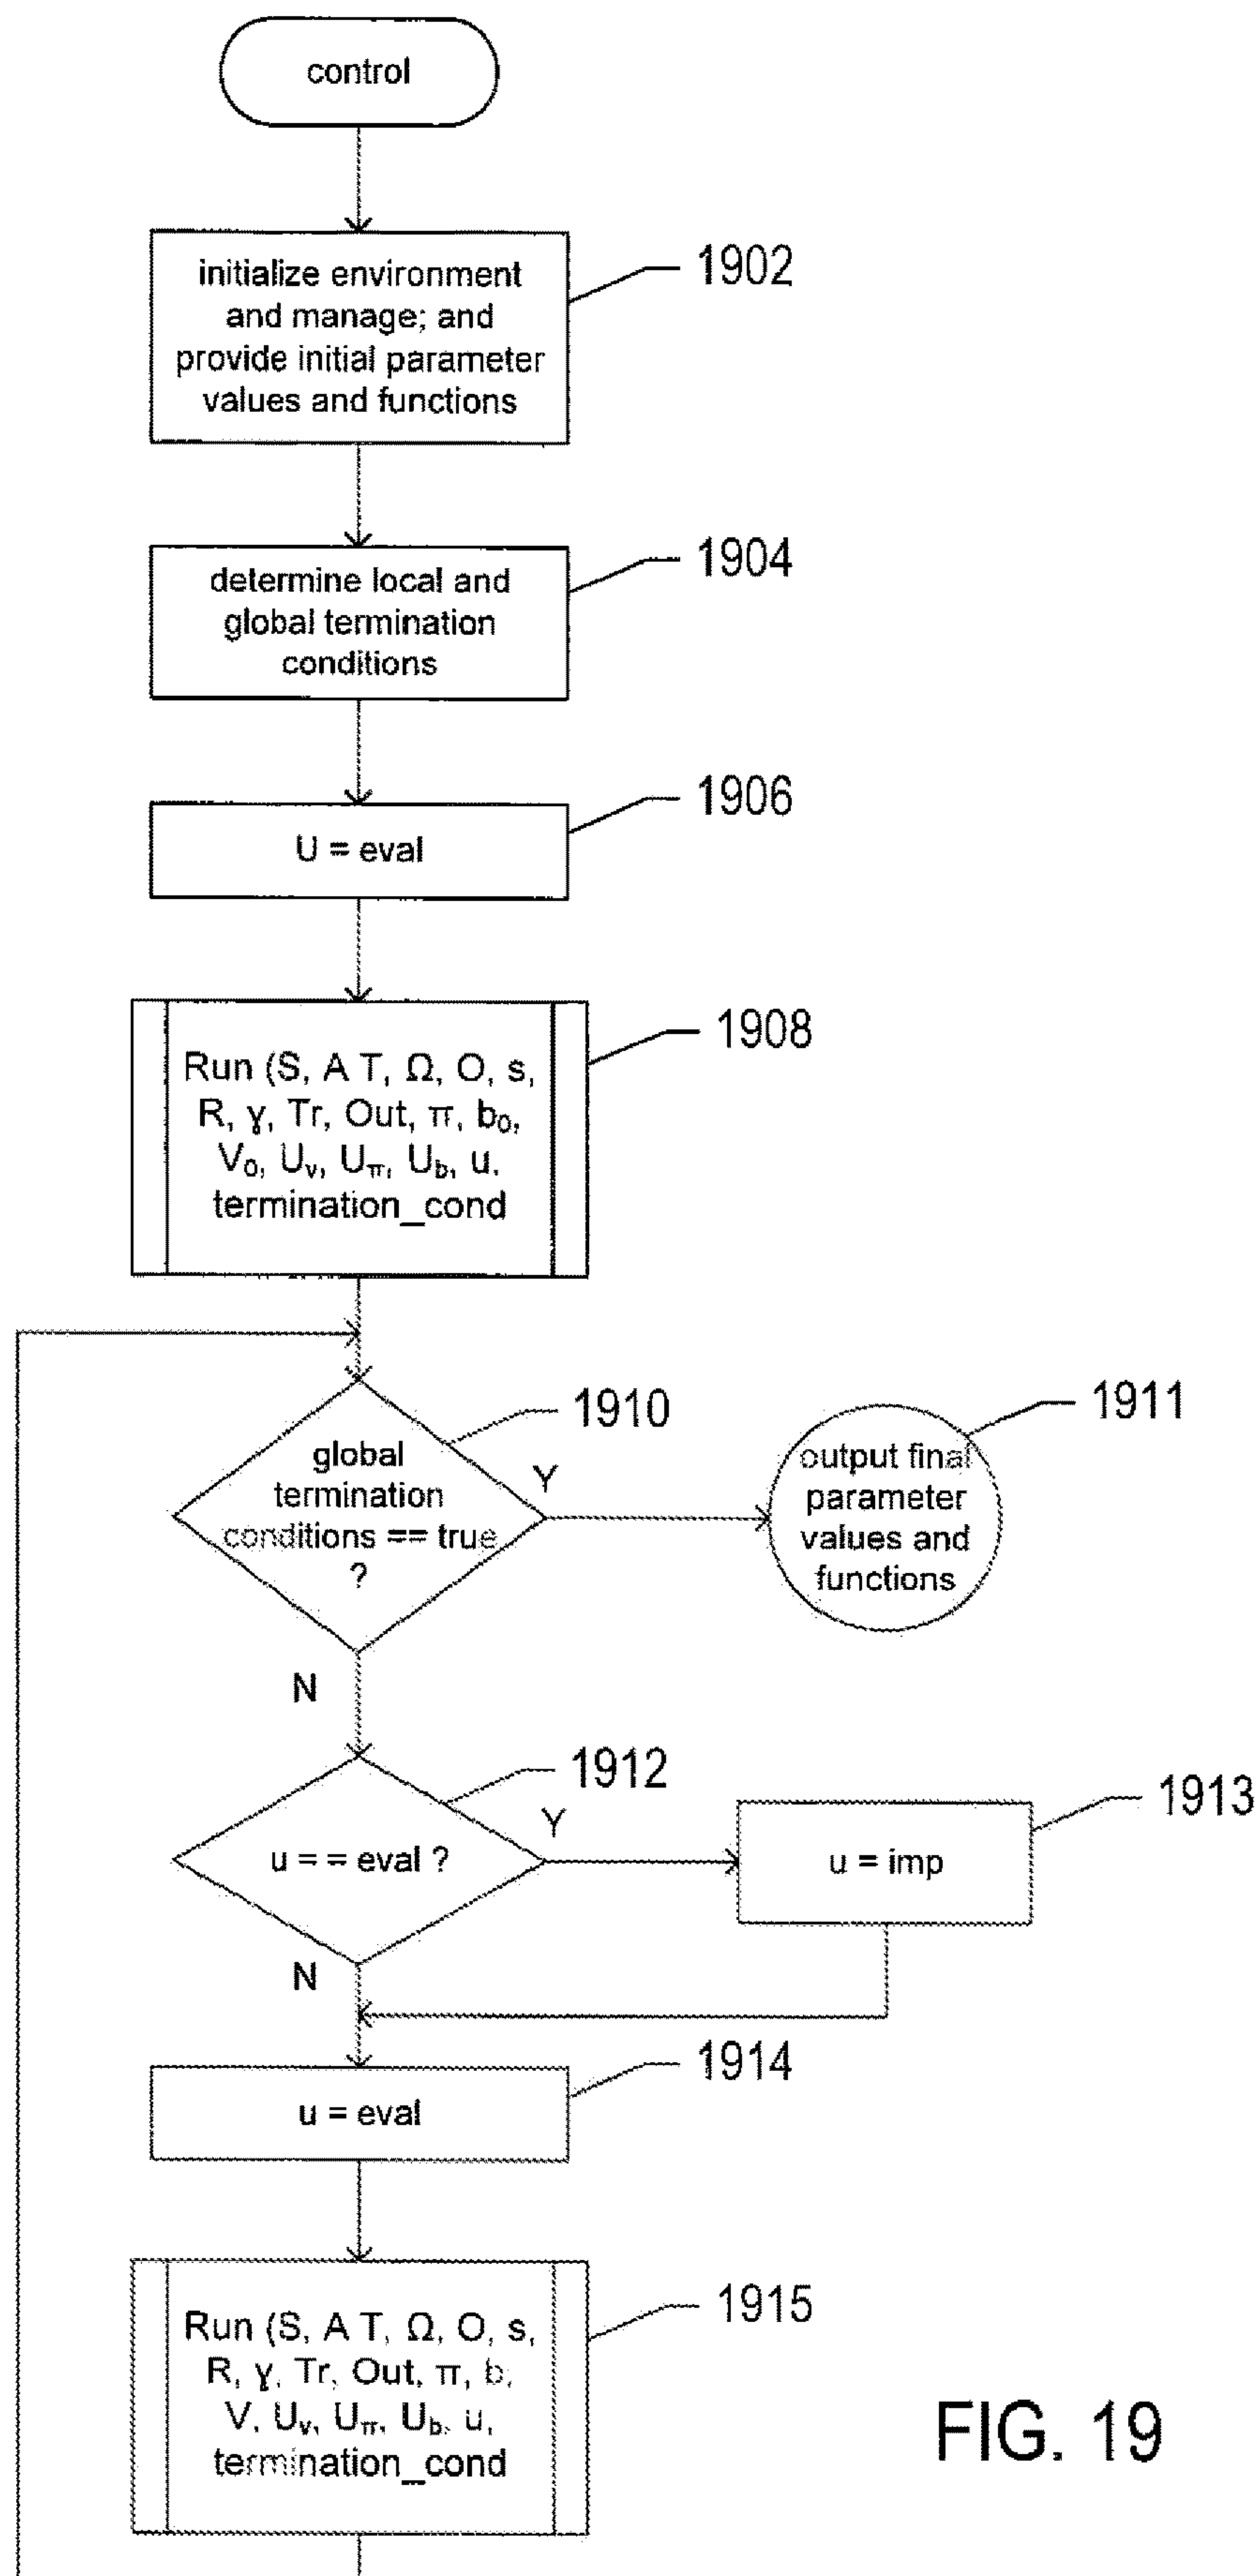 control
initialize environment
and manage; and
provide initial parameter
values and functions
1902
determine local and
global termination
conditions
1904
U = eval
1906
Run (S, A T, Ω, O, s,
R, γ, Tr, Out, π, b₀,
V₀, Uᵥ, U_π, U_b, u,
termination_cond
1908
global
termination
conditions == true
?
1910
Y
output final
parameter
values and
functions
1911
N
u = = eval ?
1912
Y
u = imp
1913
N
u = eval
1914
Run (S, A T, Ω, O, s,
R, γ, Tr, Out, π, b,
V, Uᵥ, U_π, U_b, u,
termination_cond
1915
FIG. 19